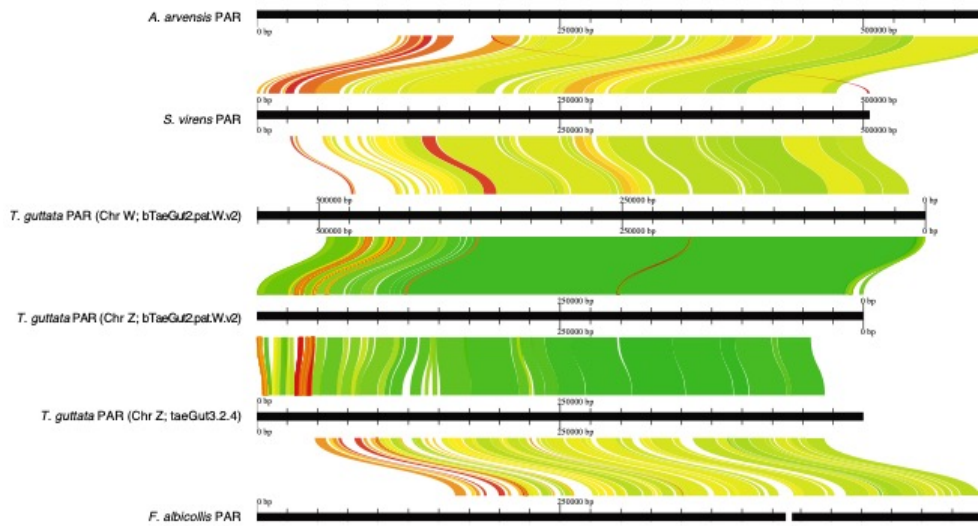 A. arvensis PAR
0 bp 250000 bp 500000 bp
0 bp 250000 bp 500000 bp
S. virens PAR
0 bp 250000 bp 500000 bp
500000 bp 250000 bp 0 bp
T. guttata PAR (Chr W; bTaeGut2.pat.W.v2)
500000 bp 250000 bp 0 bp
250000 bp 0 bp
T. guttata PAR (Chr Z; bTaeGut2.pat.W.v2)
250000 bp 0 bp
0 bp 250000 bp
T. guttata PAR (Chr Z; taeGut3.2.4)
0 bp 250000 bp
0 bp 250000 bp
F. albicollis PAR